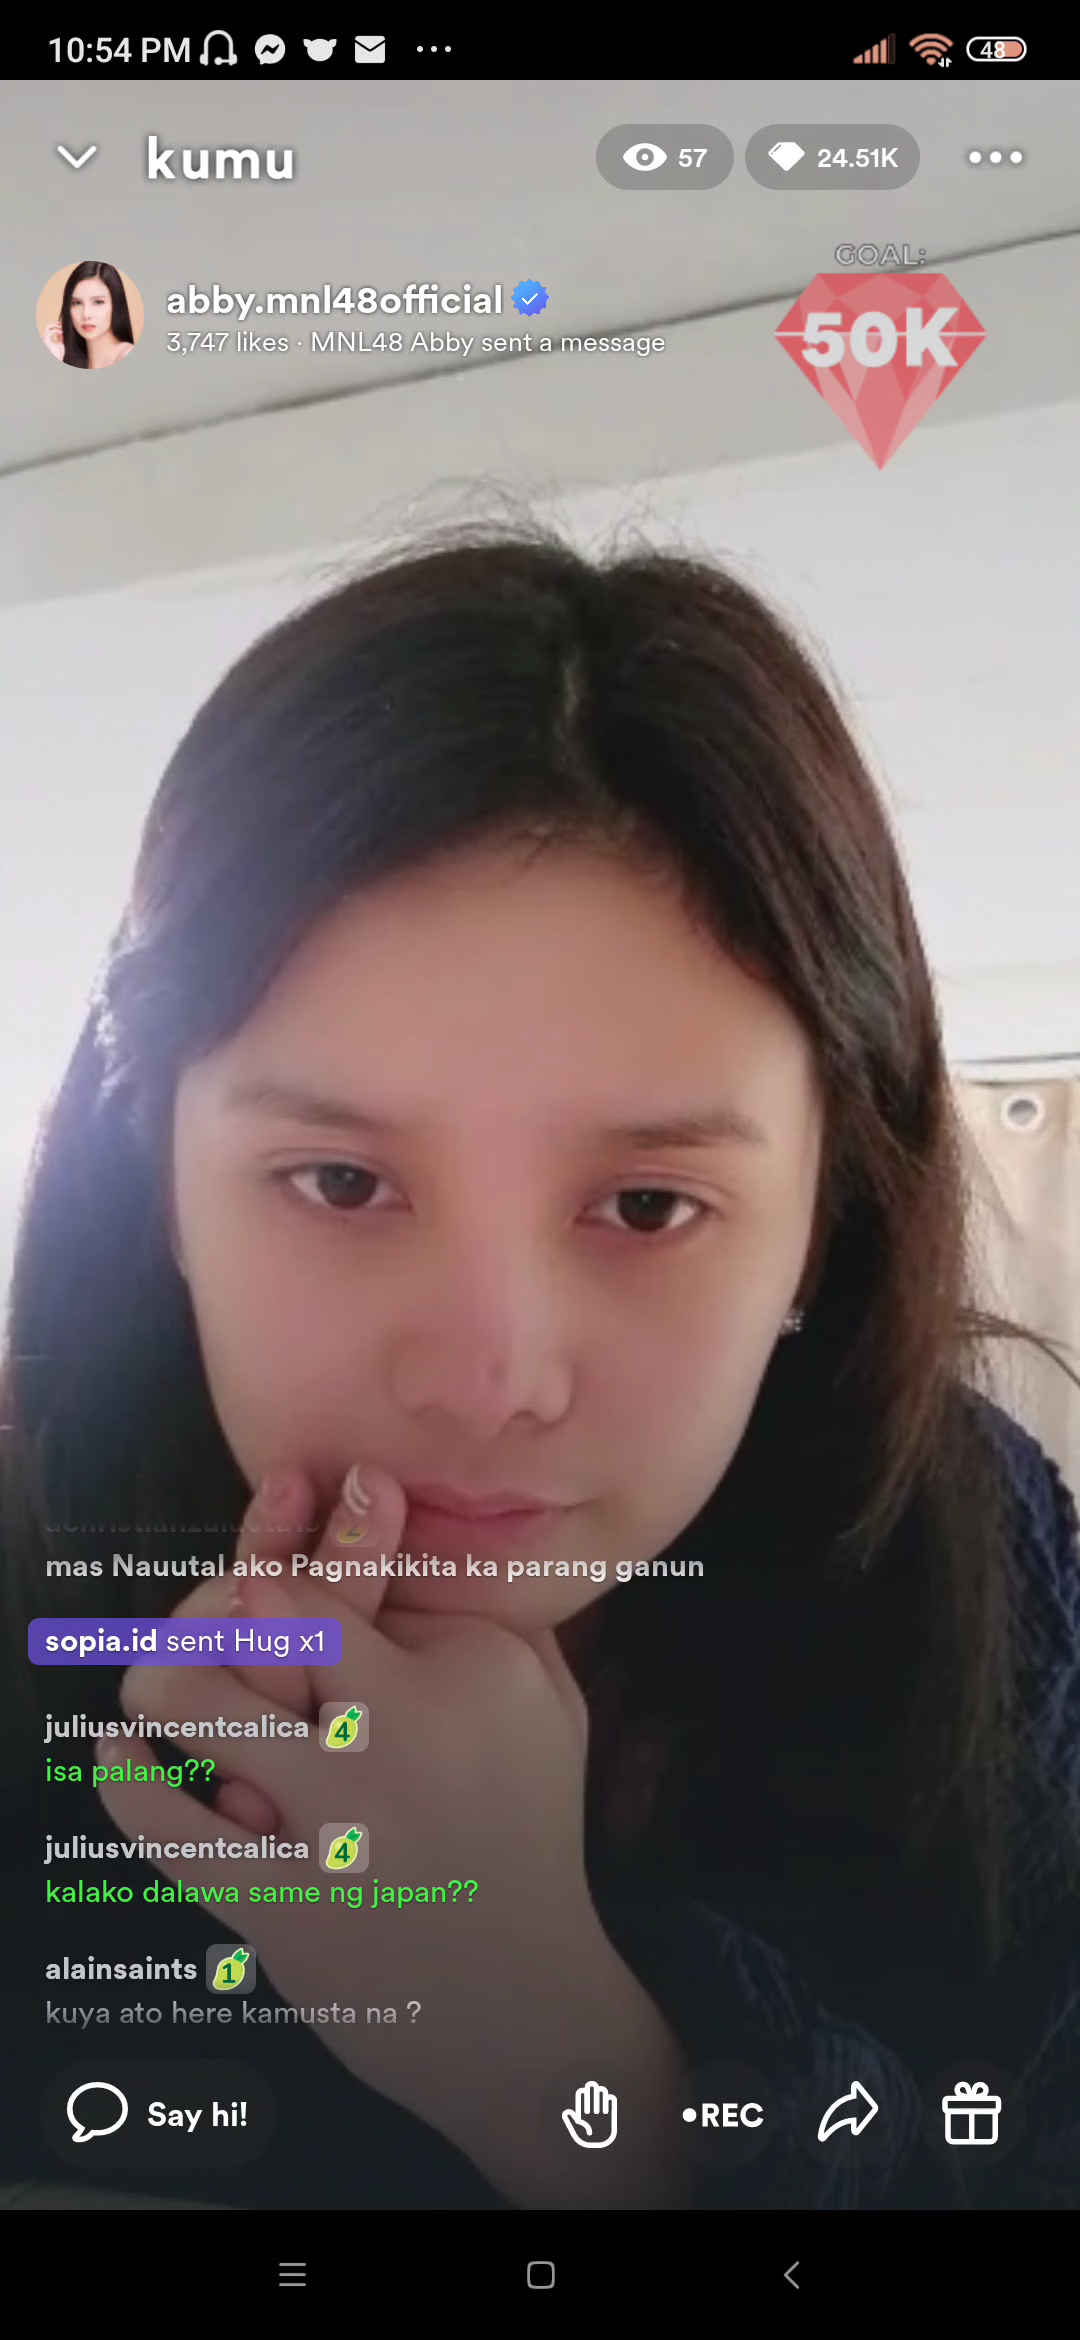 10:54 PM
48
kumu
57
24.51K
GOAL:
50K
abby.mnl48official
3,747 likes · MNL48 Abby sent a message
2
mas Nauutal ako Pagnakikita ka parang ganun
sopia.id sent Hug x1
juliusvincentcalica 4
isa palang??
juliusvincentcalica 4
kalako dalawa same ng japan??
alainsaints 1
kuya ato here kamusta na ?
Say hi!
•REC